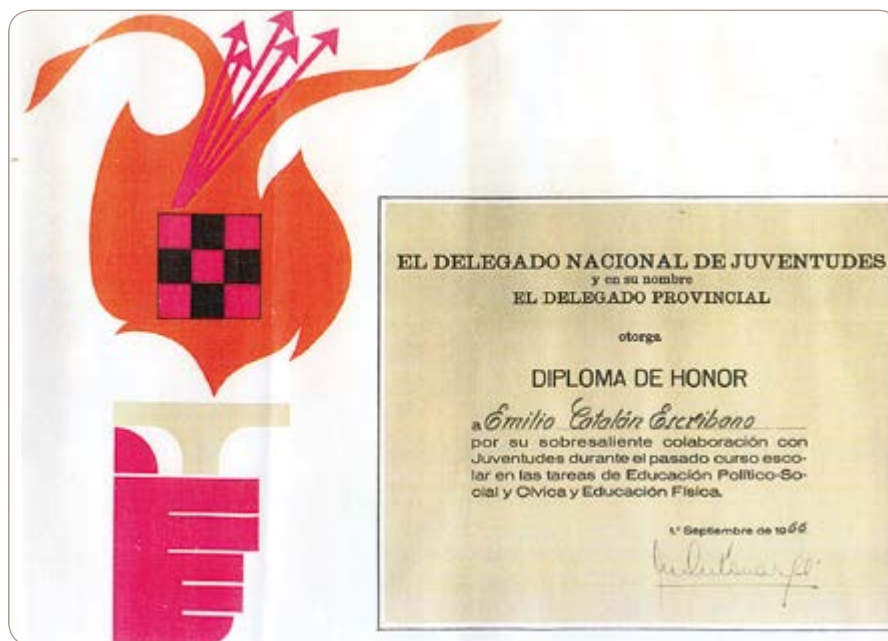 EL DELEGADO NACIONAL DE JUVENTUDES
y en su nombre
EL DELEGADO PROVINCIAL
otorga
DIPLOMA DE HONOR
a Emilio Catalán Escribano
por su sobresaliente colaboración con
Juventudes durante el pasado curso esco-
lar en las tareas de Educación Político-So-
cial y Cívica y Educación Física.
1.º Septiembre de 1966